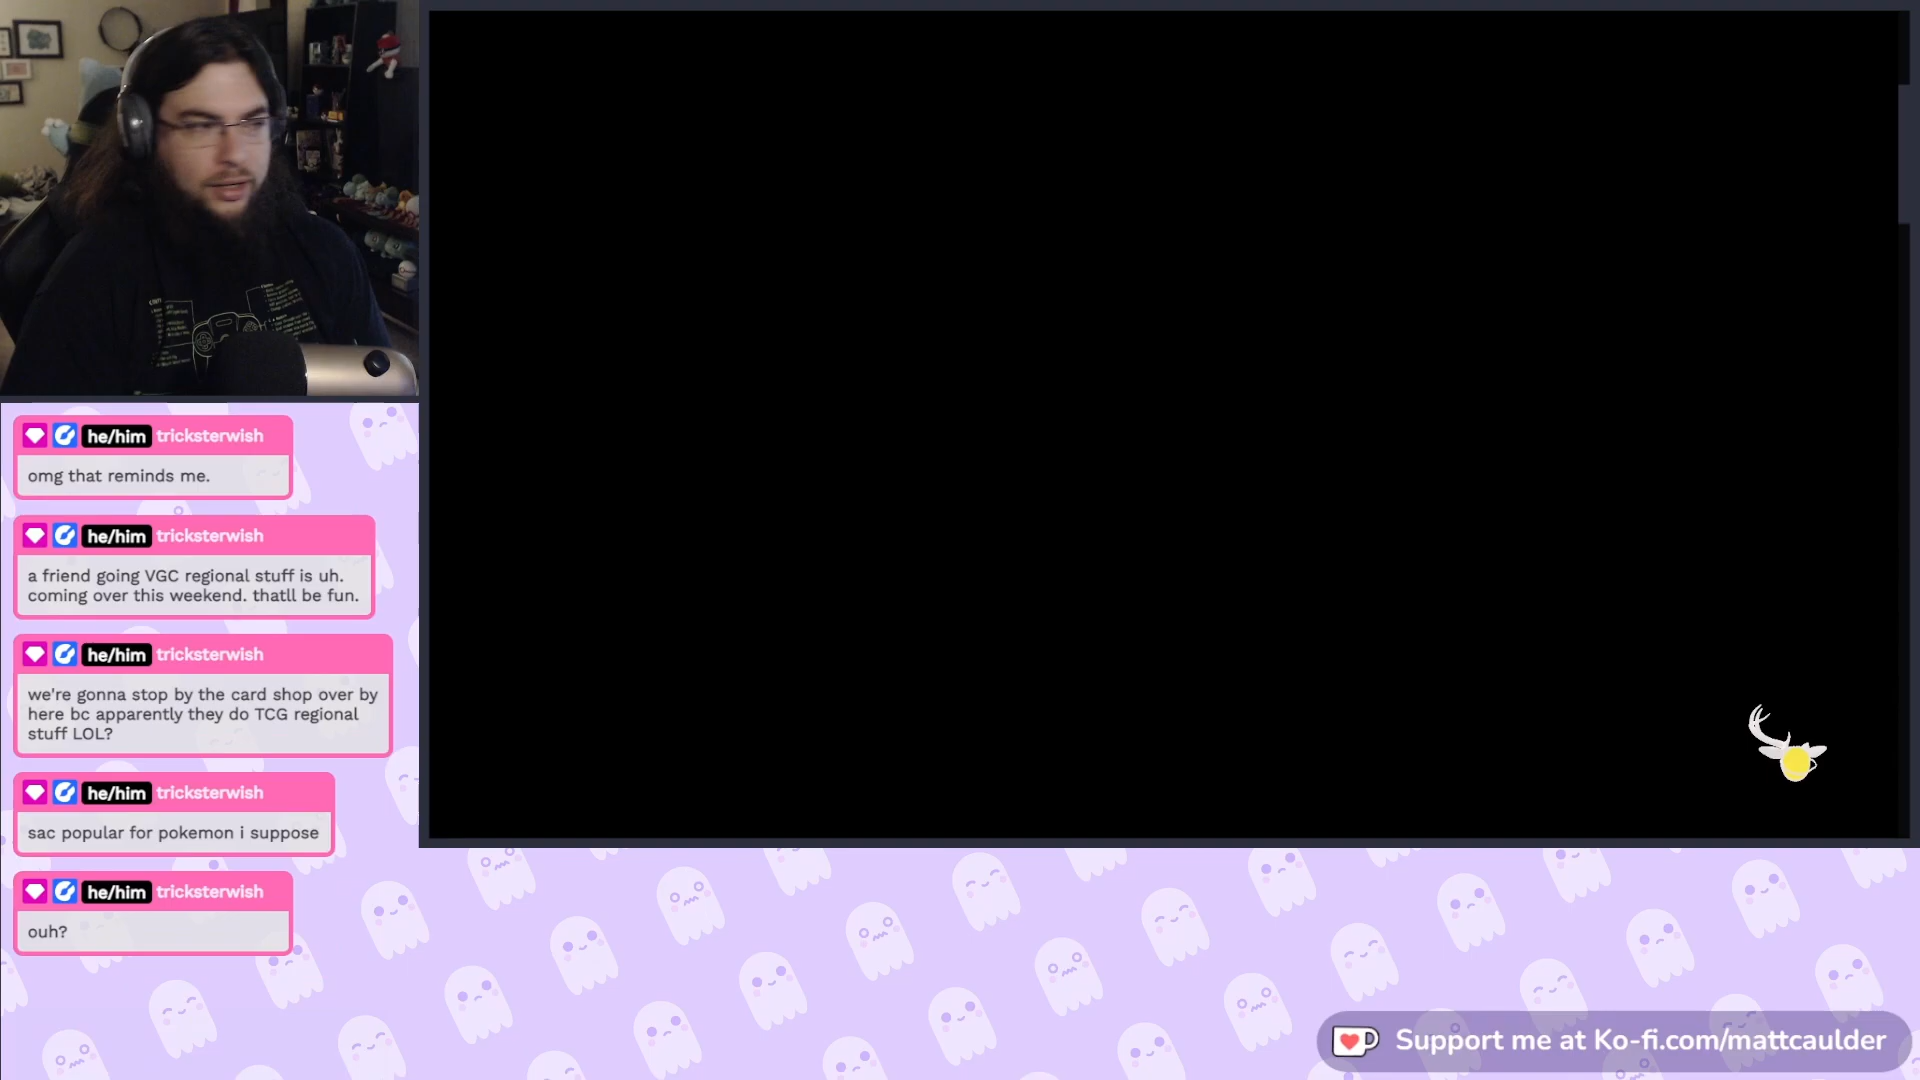 he/him tricksterwish
omg that reminds me.
he/him tricksterwish
a friend going VGC regional stuff is uh.
coming over this weekend. thatll be fun.
he/him tricksterwish
we're gonna stop by the card shop over by
here bc apparently they do TCG regional
stuff LOL?
he/him tricksterwish
sac popular for pokemon i suppose
he/him tricksterwish
ouh?
Support me at Ko-fi.com/mattcaulder